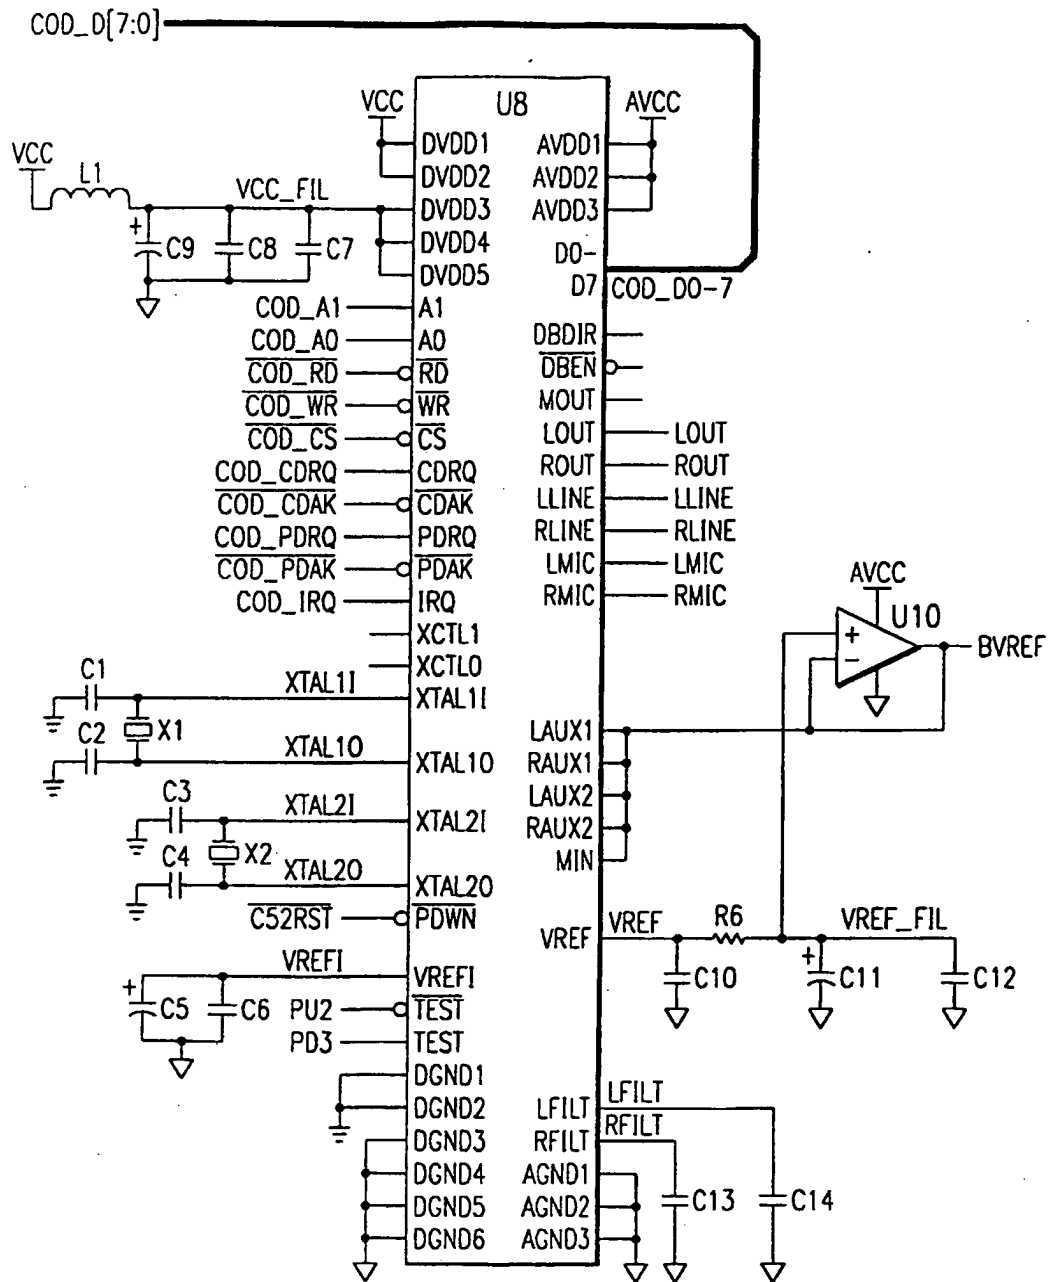 COD_D[7:0]
VCC U8 AVCC
DVDD1 AVDD1
VCC L1 DVDD2 AVDD2
VCC_FIL DVDD3 AVDD3
+ C9 C8 C7 DVDD4 D0-
DVDD5 D7 COD_D0-7
COD_A1 A1
COD_A0 A0 DBDIR
COD_RD RD DBEN
COD_WR WR MOUT
COD_CS CS LOUT LOUT
COD_CDRQ CDRQ ROUT ROUT
COD_CDAK CDAK LLINE LLINE
COD_PDRQ PDRQ RLINE RLINE
COD_PDAK PDAK LMIC LMIC
COD_IRQ IRQ RMIC RMIC
AVCC
U10
+
-
BVREF
XCTL1
XCTL0
C1 XTAL1I XTAL1I
X1
C2 XTAL1O XTAL1O
LAUX1
RAUX1
LAUX2
RAUX2
MIN
C3 XTAL2I XTAL2I
X2
C4 XTAL2O XTAL2O
C52RST PDWN
VREF VREF R6 VREF_FIL
C10 + C11 C12
VREFI VREFI
+ C5 C6
PU2 TEST
PD3 TEST
DGND1
DGND2 LFILT LFILT
DGND3 RFILT RFILT
DGND4 AGND1
DGND5 AGND2 C13 C14
DGND6 AGND3